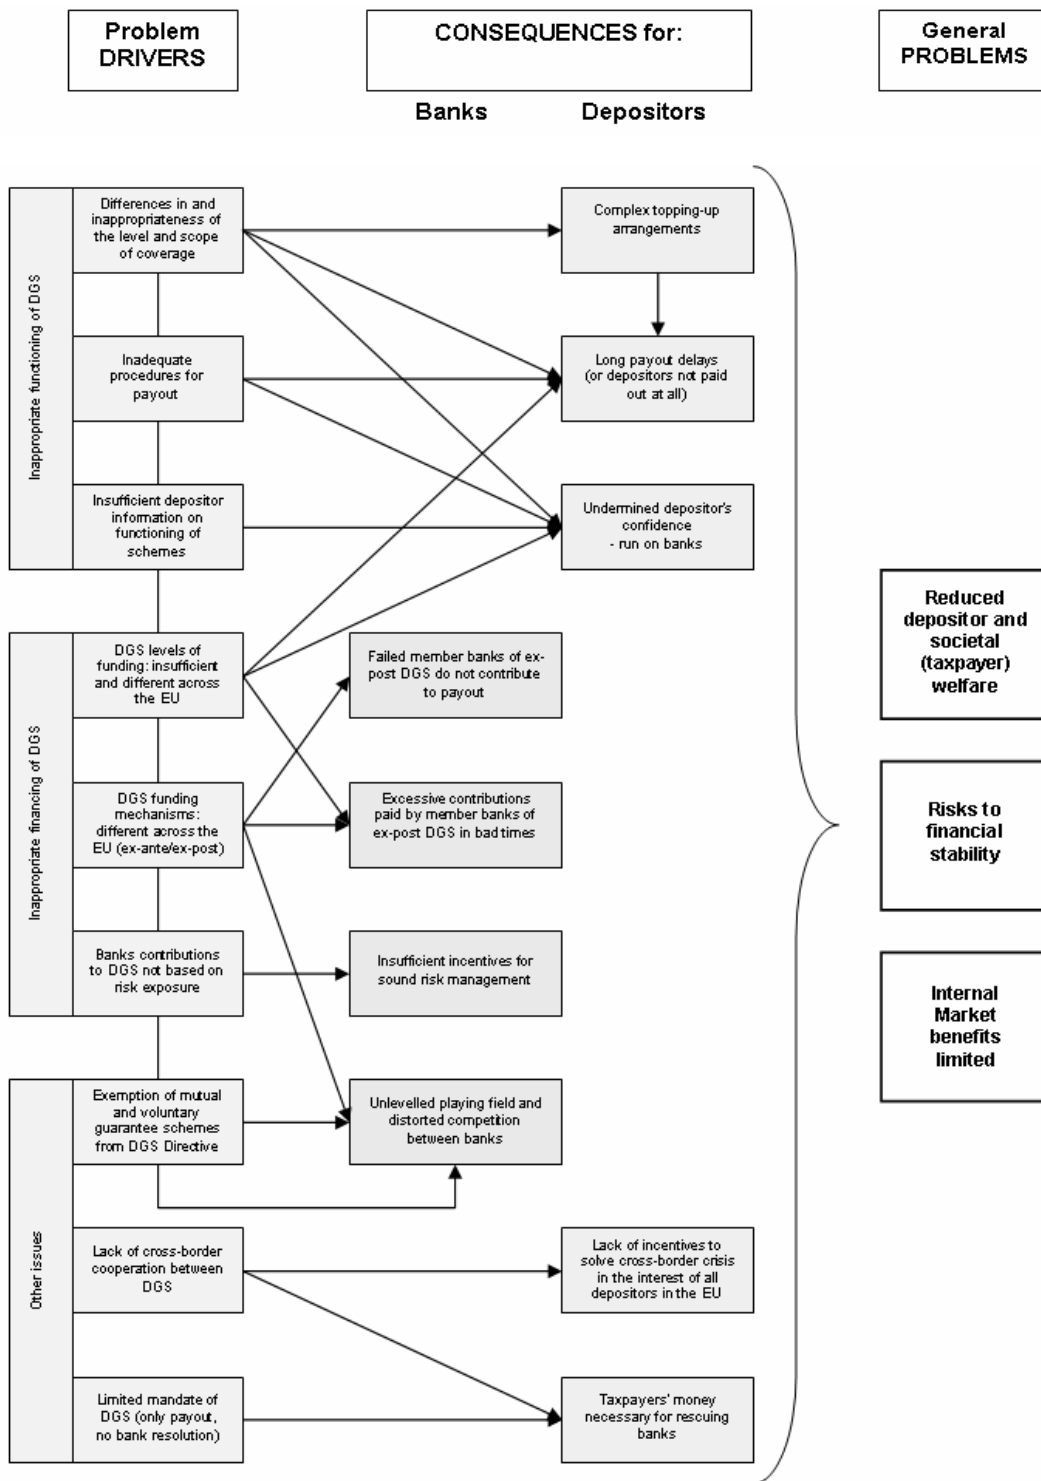 Problem
DRIVERS
CONSEQUENCES for:
General
PROBLEMS
Banks
Depositors
Inappropriate functioning of DGS
Differences in and
inappropriateness of
the level and scope
of coverage
Complex topping-up
arrangements
Inadequate
procedures for
payout
Long payout delays
(or depositors not paid
out at all)
Insufficient depositor
information on
functioning of
schemes
Undermined depositor's
confidence
- run on banks
Inappropriate financing of DGS
DGS levels of
funding: insufficient
and different across
the EU
Failed member banks of ex-
post DGS do not contribute
to payout
DGS funding
mechanisms:
different across the
EU (ex-ante/ex-post)
Excessive contributions
paid by member banks of
ex-post DGS in bad times
Banks contributions
to DGS not based on
risk exposure
Insufficient incentives for
sound risk management
Other issues
Exemption of mutual
and voluntary
guarantee schemes
from DGS Directive
Unlevelled playing field and
distorted competition
between banks
Lack of cross-border
cooperation between
DGS
Lack of incentives to
solve cross-border crisis
in the interest of all
depositors in the EU
Limited mandate of
DGS (only payout,
no bank resolution)
Taxpayers' money
necessary for rescuing
banks
Reduced
depositor and
societal
(taxpayer)
welfare
Risks to
financial
stability
Internal
Market
benefits
limited